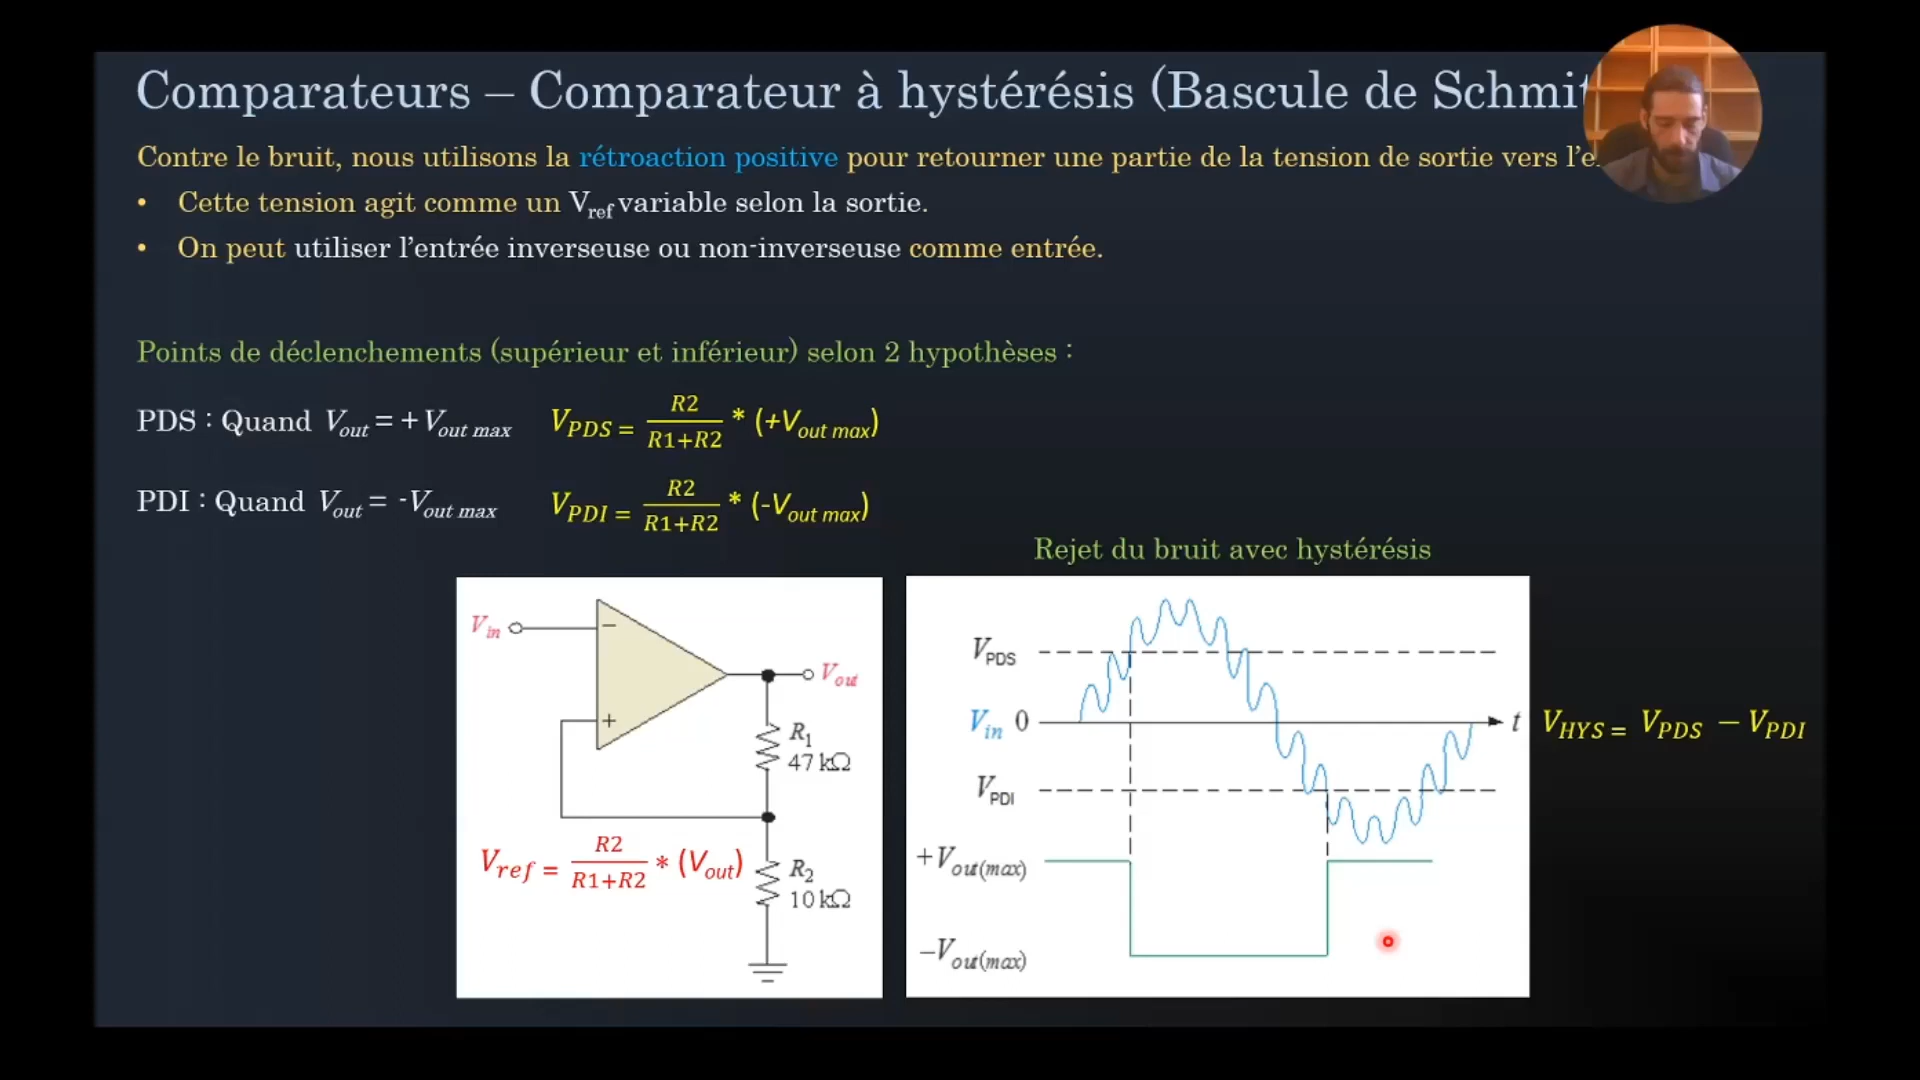 Comparateurs – Comparateur à hystérésis (Bascule de Schmit
Contre le bruit, nous utilisons la rétroaction positive pour retourner une partie de la tension de sortie vers l'e
• Cette tension agit comme un Vref variable selon la sortie.
• On peut utiliser l'entrée inverseuse ou non-inverseuse comme entrée.
Points de déclenchements (supérieur et inférieur) selon 2 hypothèses :
PDS : Quand Vout = + Vout max VPDS = R2/R1+R2 * (+Vout max)
PDI : Quand Vout = -Vout max VPDI = R2/R1+R2 * (-Vout max)
Rejet du bruit avec hystérésis
Vin
−
+
Vout
R1
47 kΩ
Vref = R2/R1+R2 * (Vout)
R2
10 kΩ
VPDS
Vin 0
t
VPDI
+Vout(max)
−Vout(max)
VHYS = VPDS − VPDI